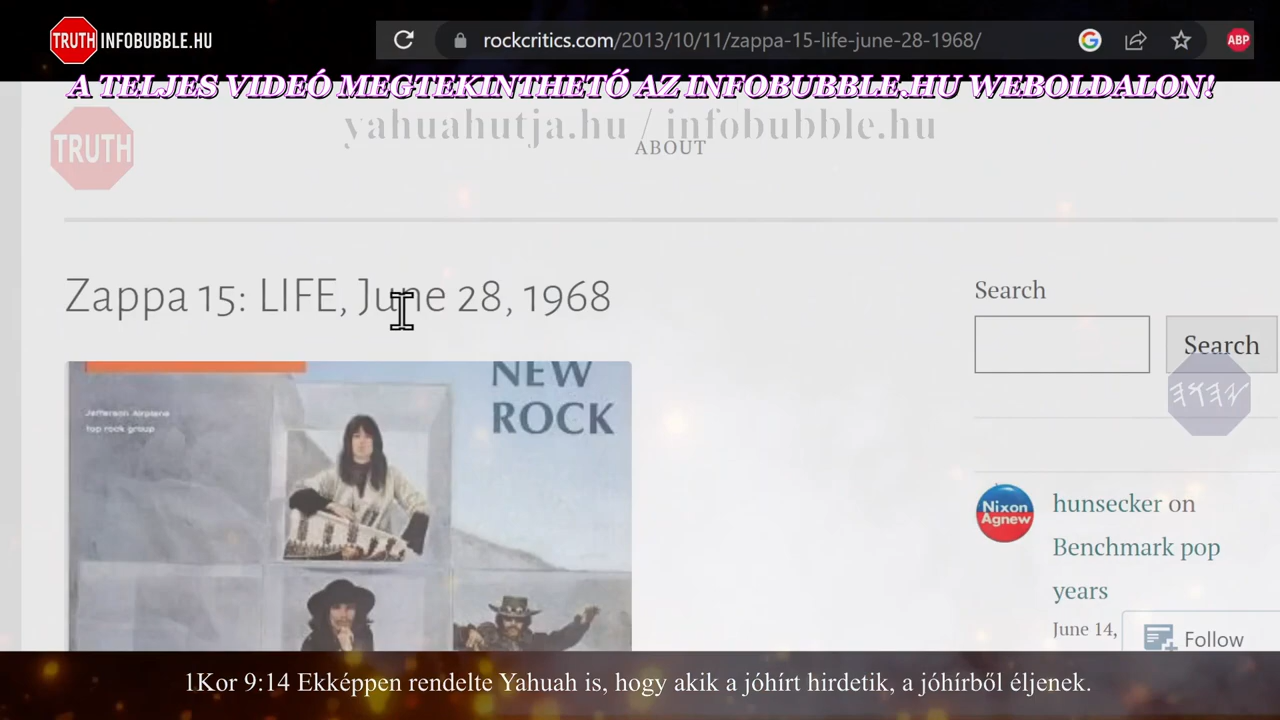 TRUTH INFOBUBBLE.HU
rockcritics.com/2013/10/11/zappa-15-life-june-28-1968/
ABP
A TELJES VIDEÓ MEGTEKINTHETŐ AZ INFOBUBBLE.HU WEBOLDALON!
yahuahutja.hu / infobubble.hu
TRUTH
ABOUT
Zappa 15: LIFE, June 28, 1968
Search
Search
NEW
ROCK
Jefferson Airplane
top rock group
𐤉𐤄𐤅𐤄
Nixon
Agnew
hunsecker on
Benchmark pop
years
June 14,
Follow
1Kor 9:14 Ekképpen rendelte Yahuah is, hogy akik a jóhírt hirdetik, a jóhírből éljenek.